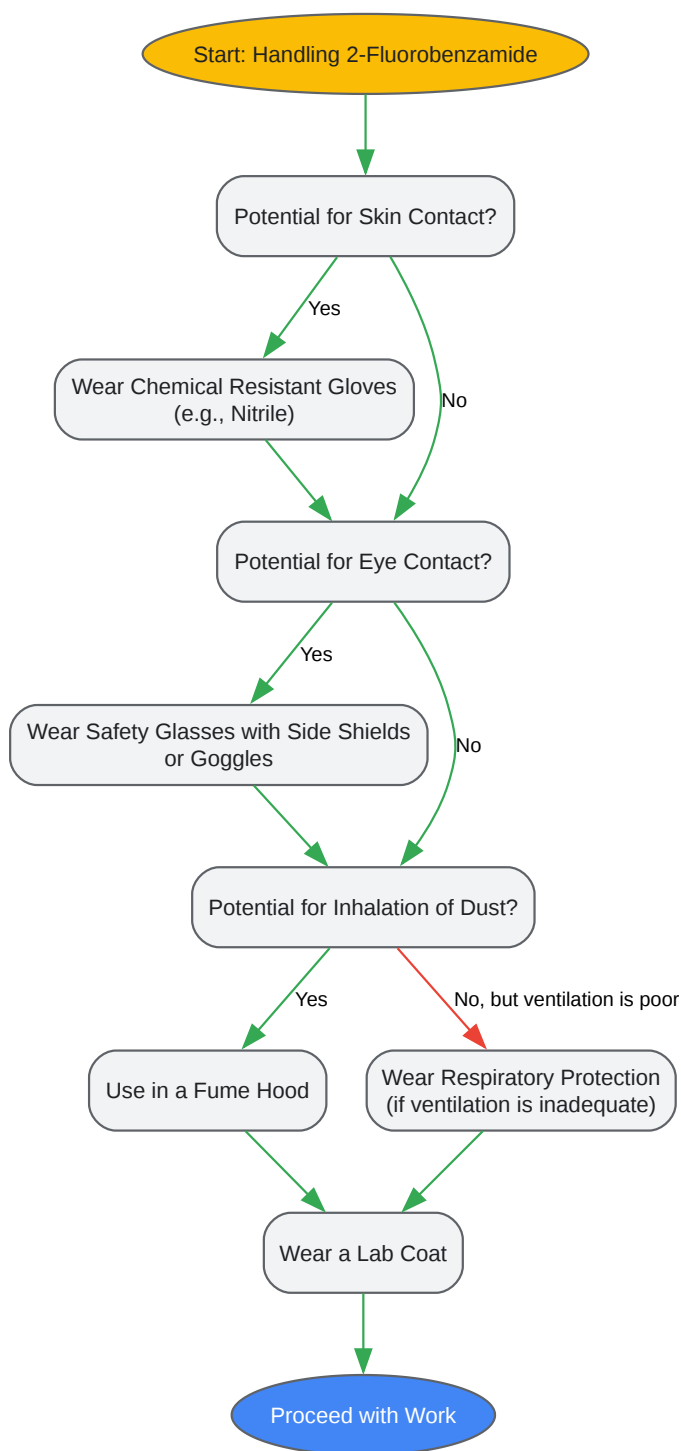 Start: Handling 2-Fluorobenzamide
Potential for Skin Contact?
Yes
Wear Chemical Resistant Gloves
(e.g., Nitrile)
No
Potential for Eye Contact?
Yes
Wear Safety Glasses with Side Shields
or Goggles
No
Potential for Inhalation of Dust?
Yes
No, but ventilation is poor
Use in a Fume Hood
Wear Respiratory Protection
(if ventilation is inadequate)
Wear a Lab Coat
Proceed with Work